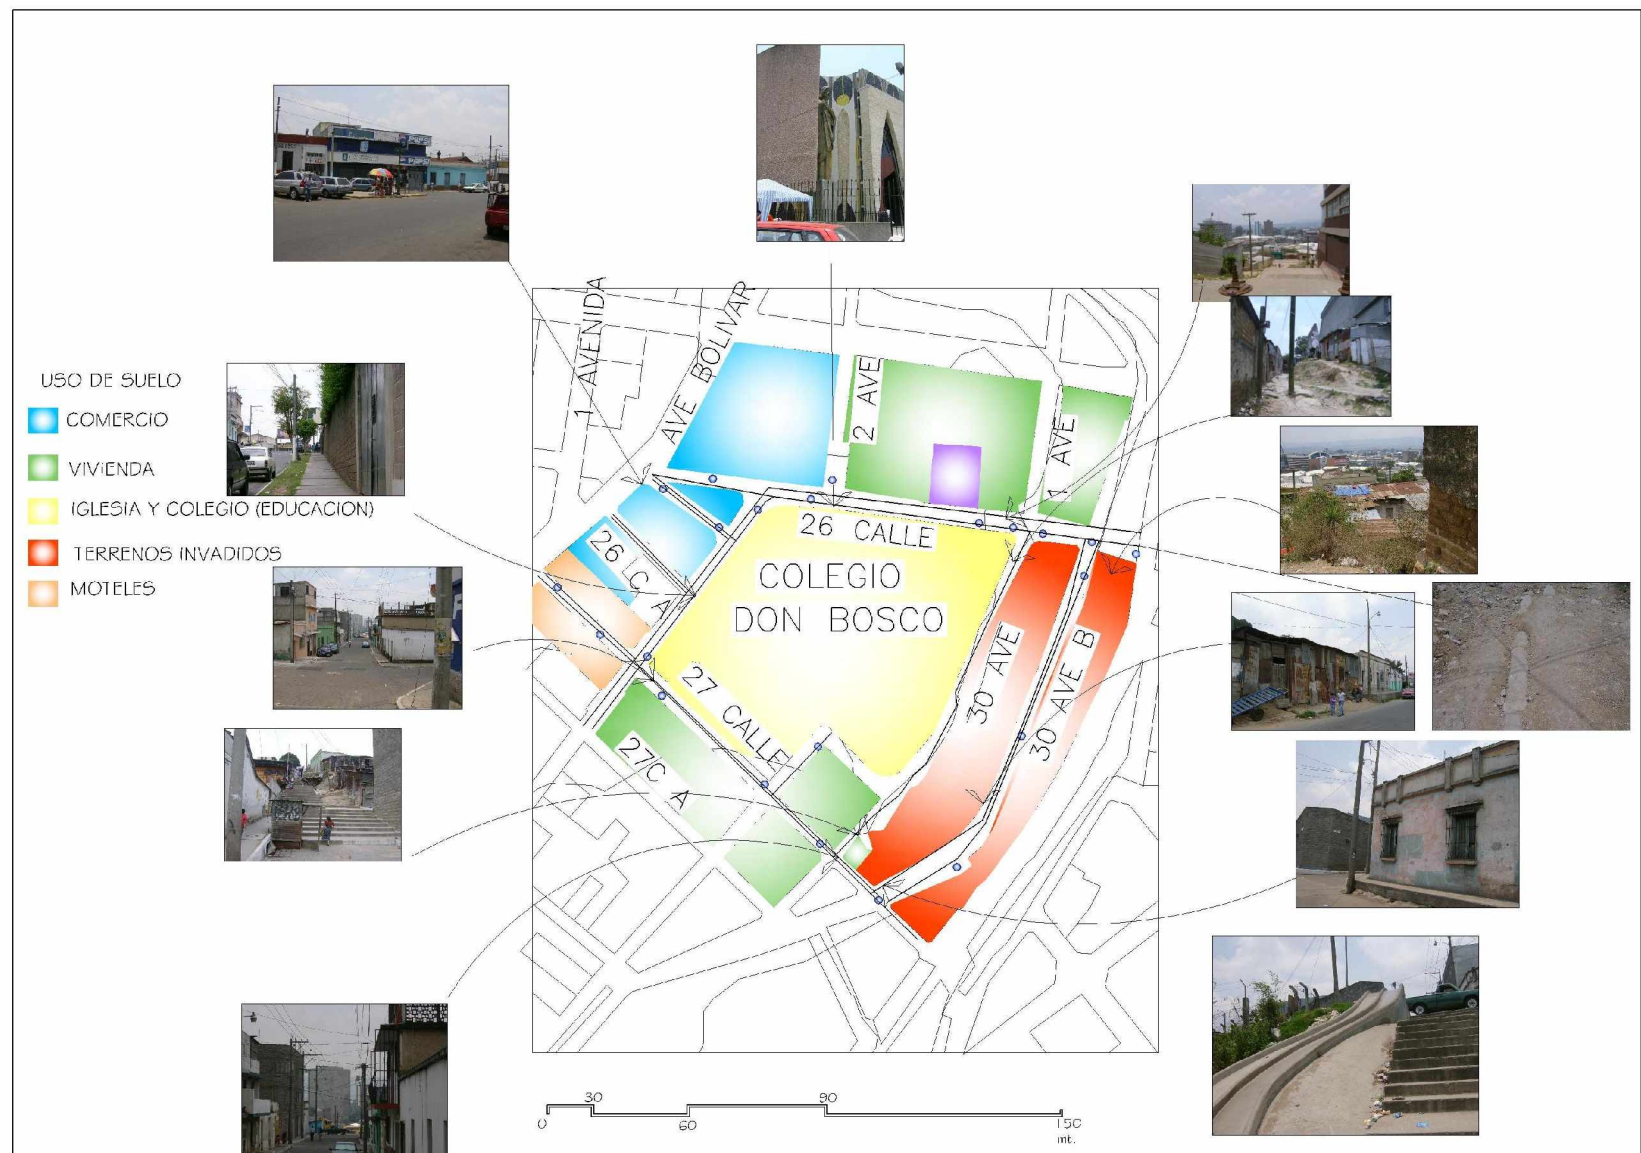 USO DE SUELO
COMERCIO
VIVIENDA
IGLESIA Y COLEGIO (EDUCACION)
TERRENOS INVADIDOS
MOTELES
1 AVENIDA
AVE BOLIVAR
2 AVE
1 AVE
26 CALLE
26 C A
COLEGIO
DON BOSCO
27 CALLE
27C A
30 AVE
30 AVE B
0 30 60 90 150
mt.